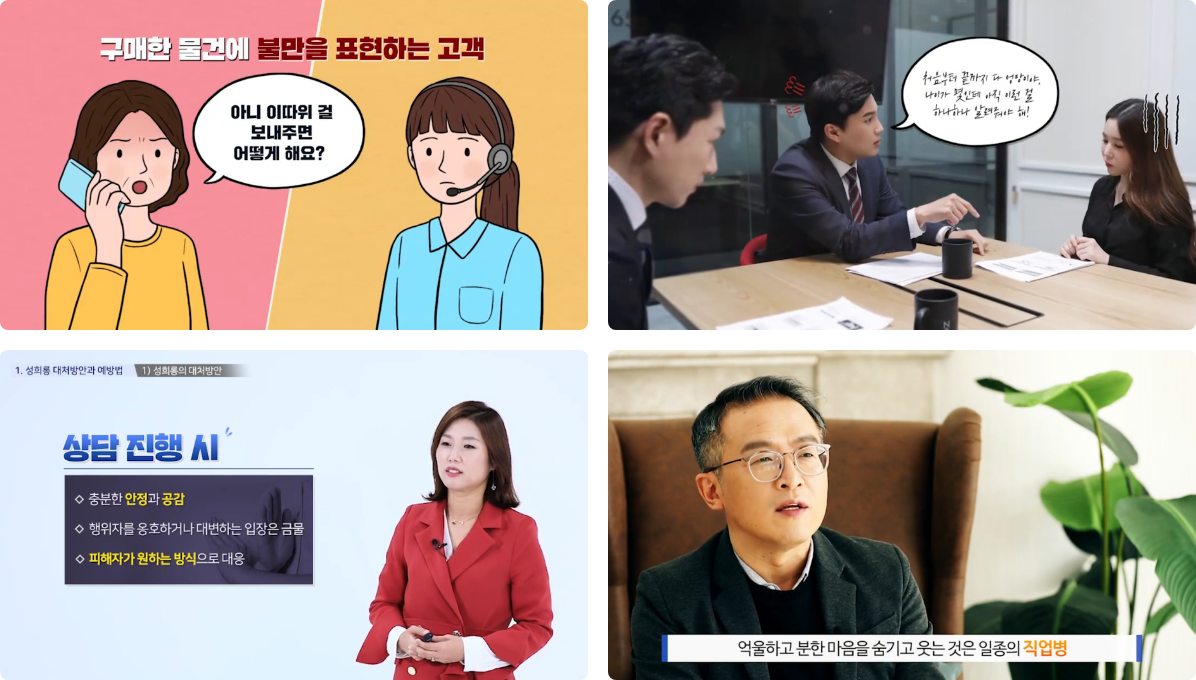 구매한 물건에 불만을 표현하는 고객
아니 이따위 걸
보내주면
어떻게 해요?
처음부터 끝까지 다 엉망이야.
나이가 몇인데 아직 이런 걸
하나하나 알려줘야 해!
1. 성희롱 대처방안과 예방법 1) 성희롱의 대처방안
상담 진행 시
◇ 충분한 안정과 공감
◇ 행위자를 옹호하거나 대변하는 입장은 금물
◇ 피해자가 원하는 방식으로 대응
억울하고 분한 마음을 숨기고 웃는 것은 일종의 직업병